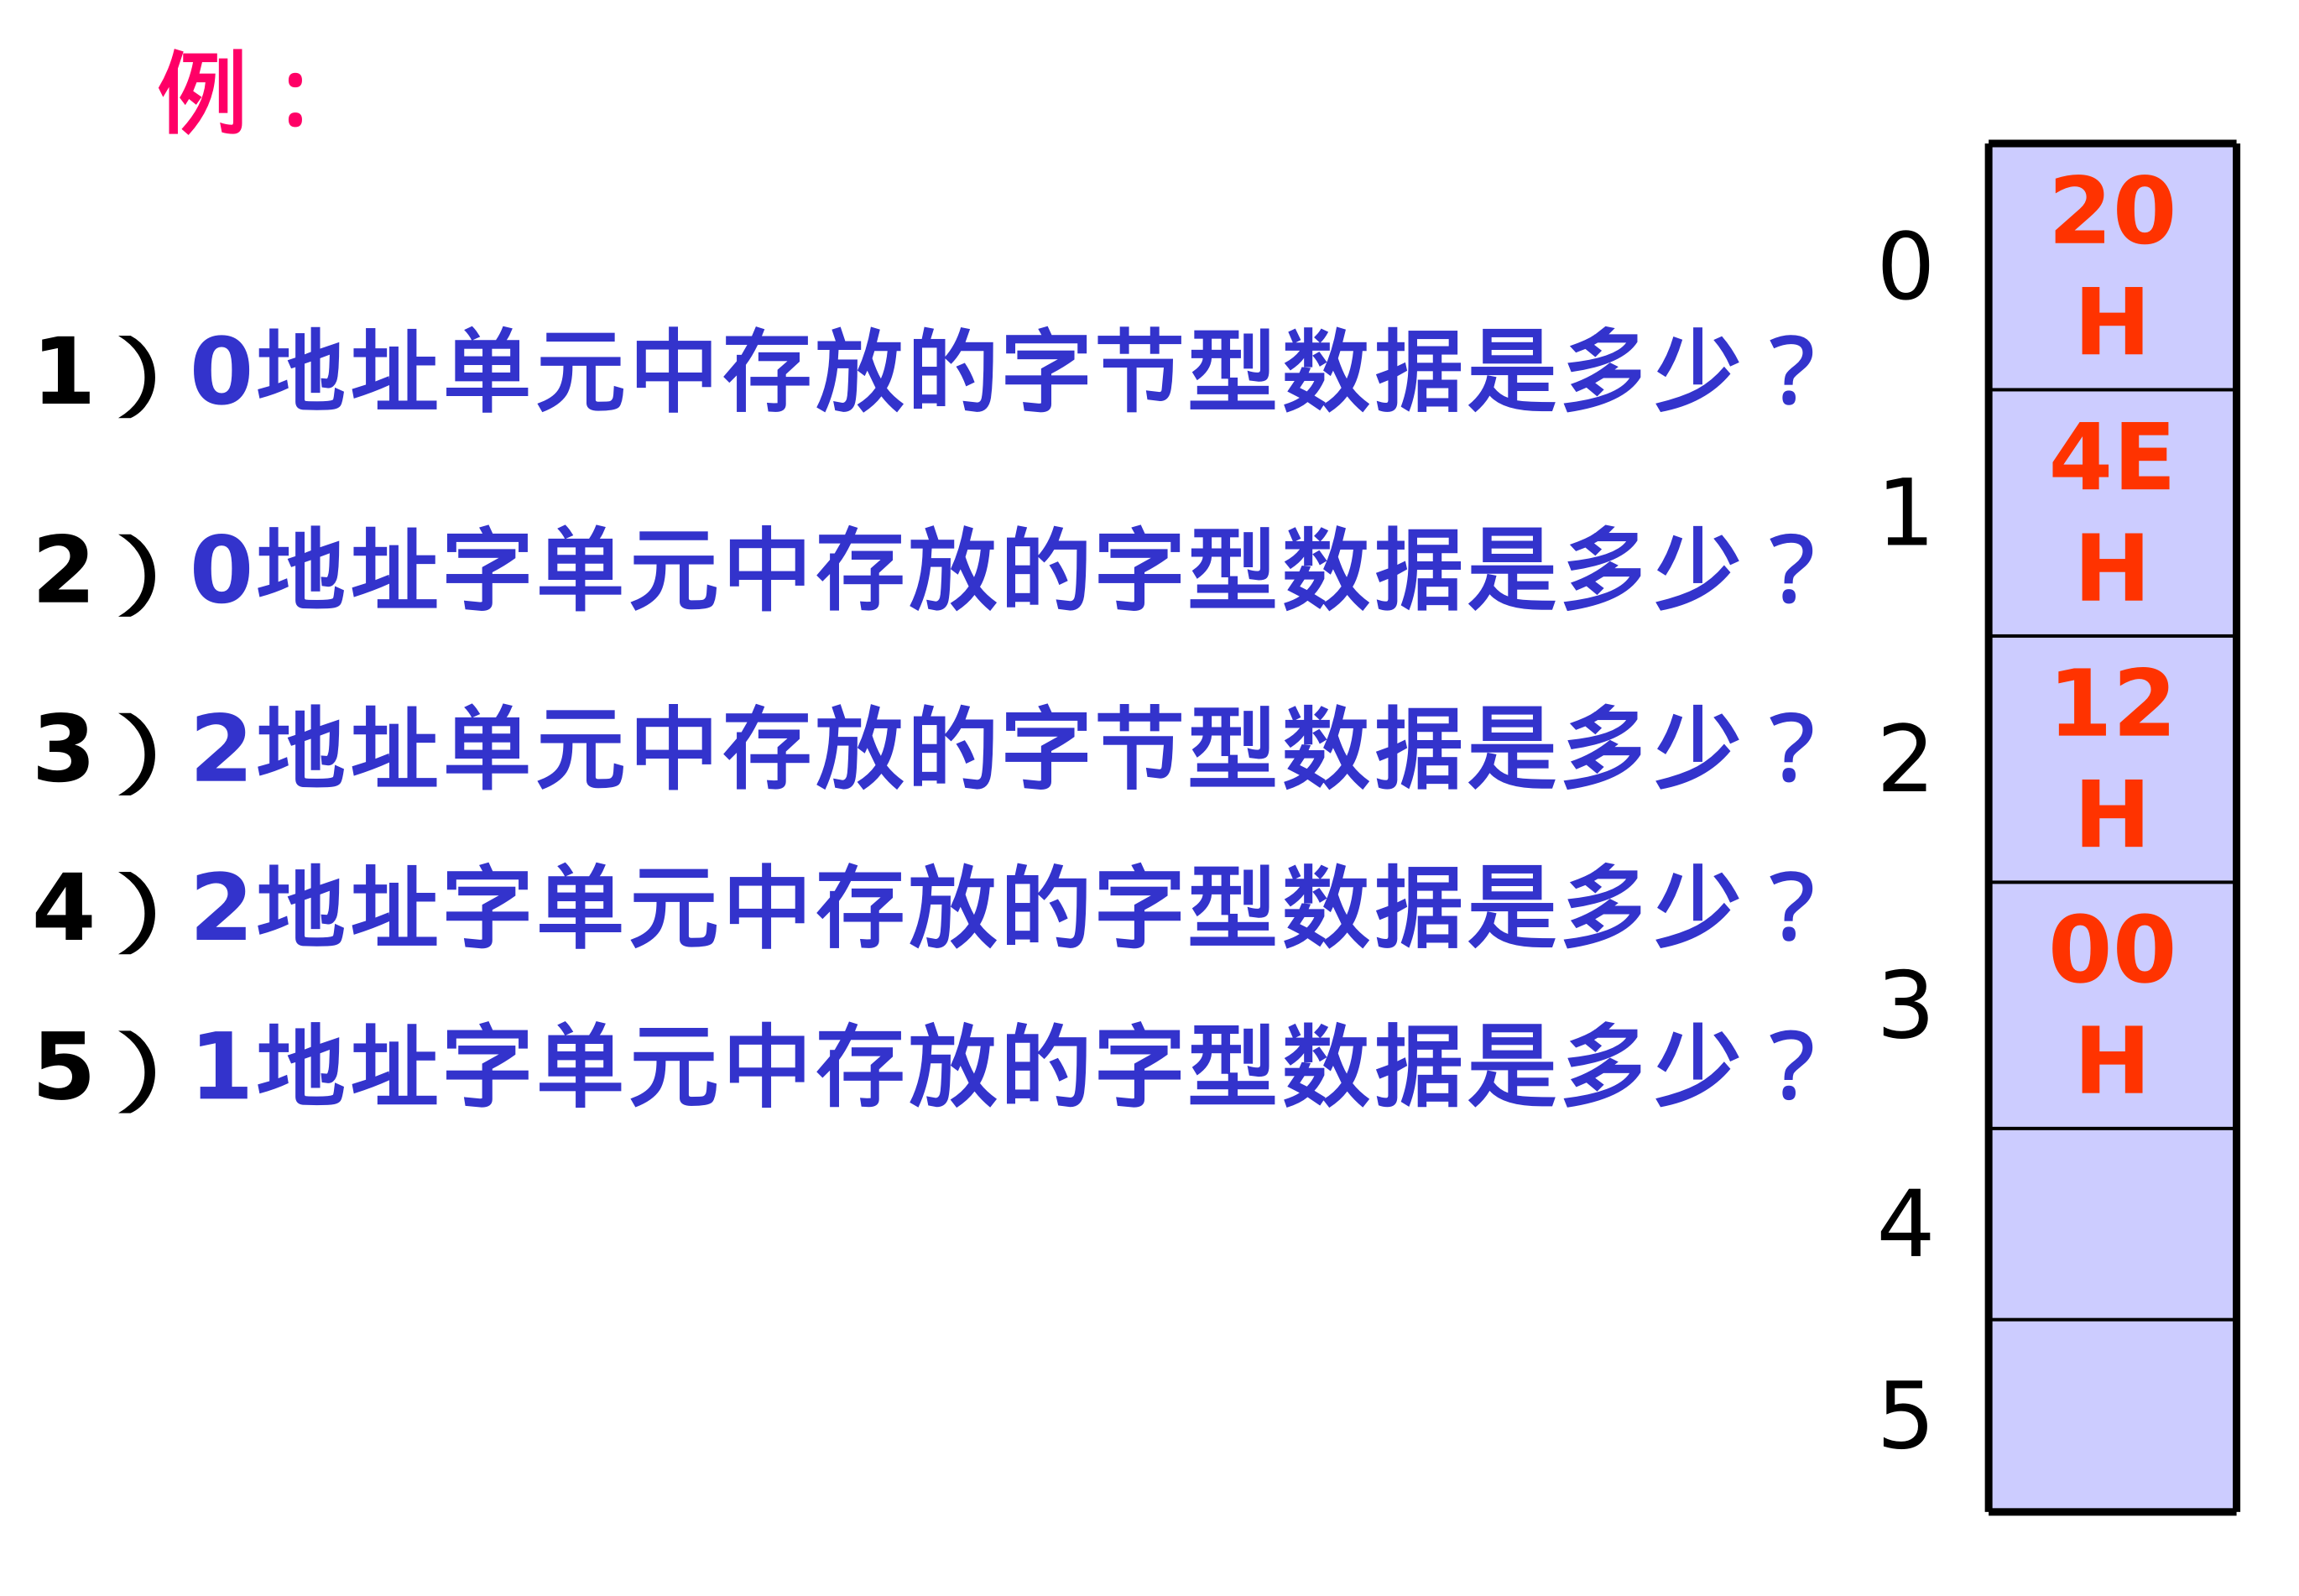 例：
1）0地址单元中存放的字节型数据是多少？
2）0地址字单元中存放的字型数据是多少？
3）2地址单元中存放的字节型数据是多少？
4）2地址字单元中存放的字型数据是多少？
5）1地址字单元中存放的字型数据是多少？
0
20
H
1
4E
H
2
12
H
3
00
H
4
5